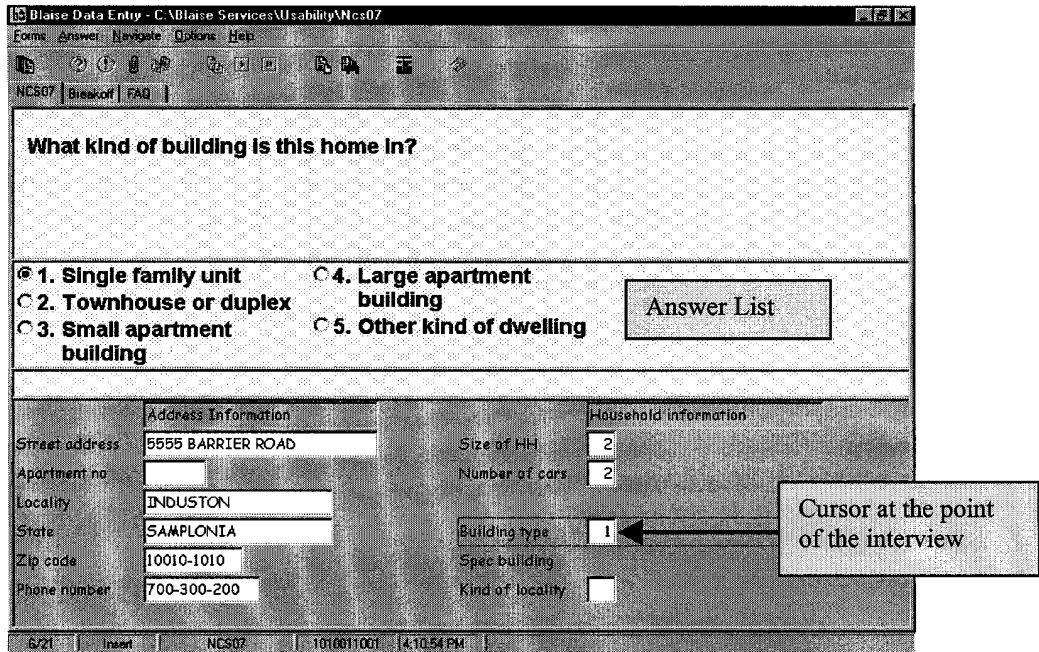 Blaise Data Entry - C:\Blaise Services\Usability\Ncs07
Forms Answer Navigate Options Help
NCS07 Breakoff FAQ
What kind of building is this home in?
1. Single family unit
2. Townhouse or duplex
3. Small apartment
building
4. Large apartment
building
5. Other kind of dwelling
Answer List
Address Information
Street address 5555 BARRIER ROAD
Apartment no
Locality INDUSTON
State SAMPLONIA
Zip code 10010-1010
Phone number 700-300-200
Household information
Size of HH 2
Number of cars 2
Building type 1
Spec building
Kind of locality
Cursor at the point
of the interview
6/21 Insert NCS07 1010011001 4:10:54 PM